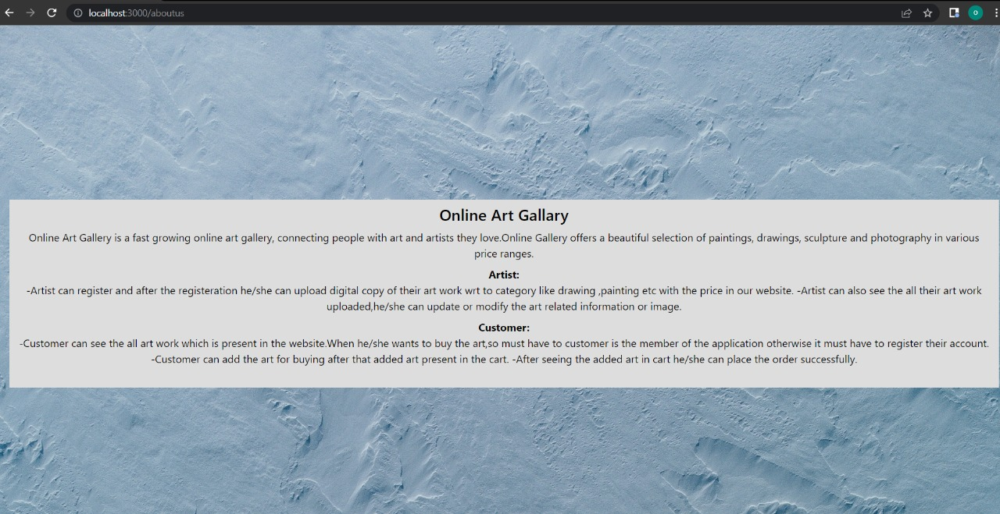 localhost:3000/aboutus
O
Online Art Gallary
Online Art Gallery is a fast growing online art gallery, connecting people with art and artists they love.Online Gallery offers a beautiful selection of paintings, drawings, sculpture and photography in various
price ranges.
Artist:
-Artist can register and after the registeration he/she can upload digital copy of their art work wrt to category like drawing ,painting etc with the price in our website. -Artist can also see the all their art work
uploaded,he/she can update or modify the art related information or image.
Customer:
-Customer can see the all art work which is present in the website.When he/she wants to buy the art,so must have to customer is the member of the application otherwise it must have to register their account.
-Customer can add the art for buying after that added art present in the cart. -After seeing the added art in cart he/she can place the order successfully.